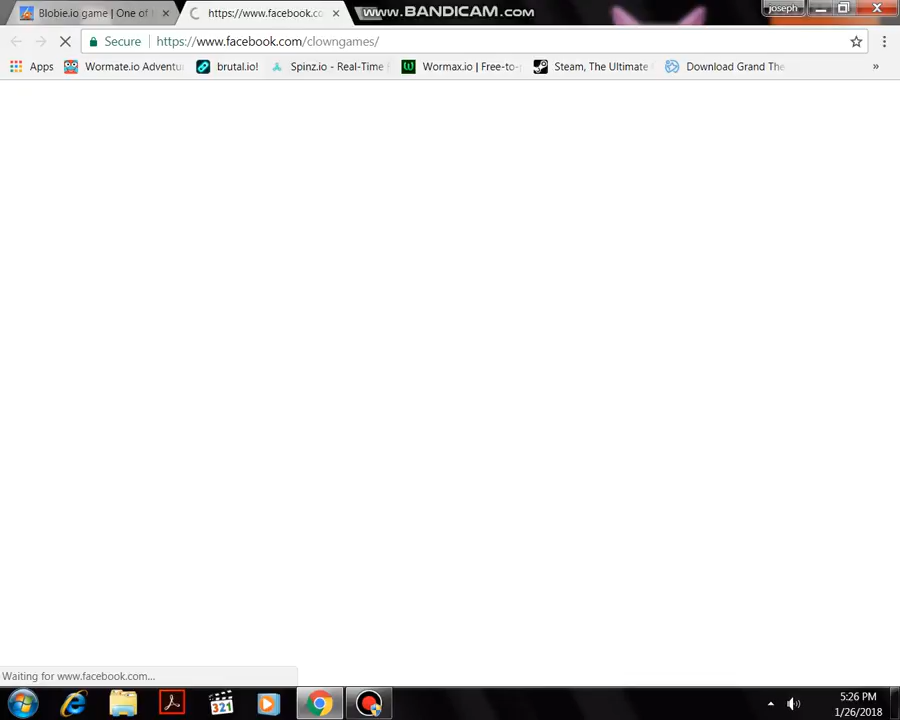 Blobie.io game | One of
https://www.facebook.co
www.BANDICAM.com
joseph
Secure
https://www.facebook.com/clowngames/
Apps
Wormate.io Adventu
brutal.io!
Spinz.io - Real-Time
Wormax.io | Free-to-
Steam, The Ultimate
Download Grand The
»
Waiting for www.facebook.com...
321
5:26 PM
1/26/2018